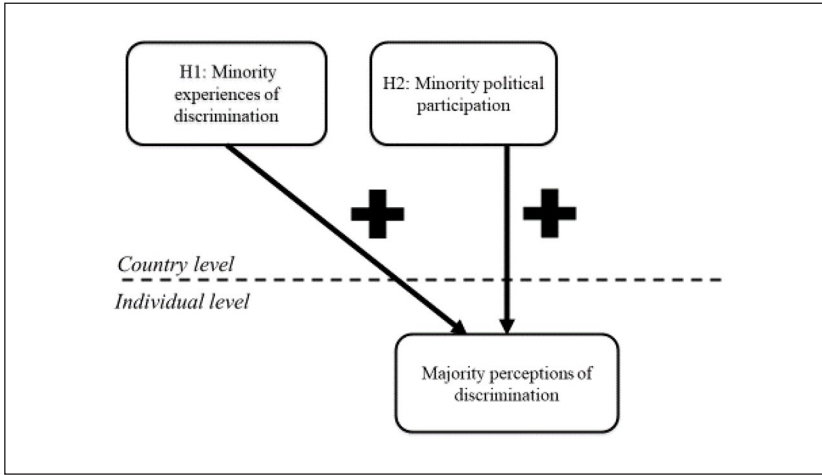 H1: Minority
experiences of
discrimination
H2: Minority political
participation
Country level
Individual level
Majority perceptions of
discrimination